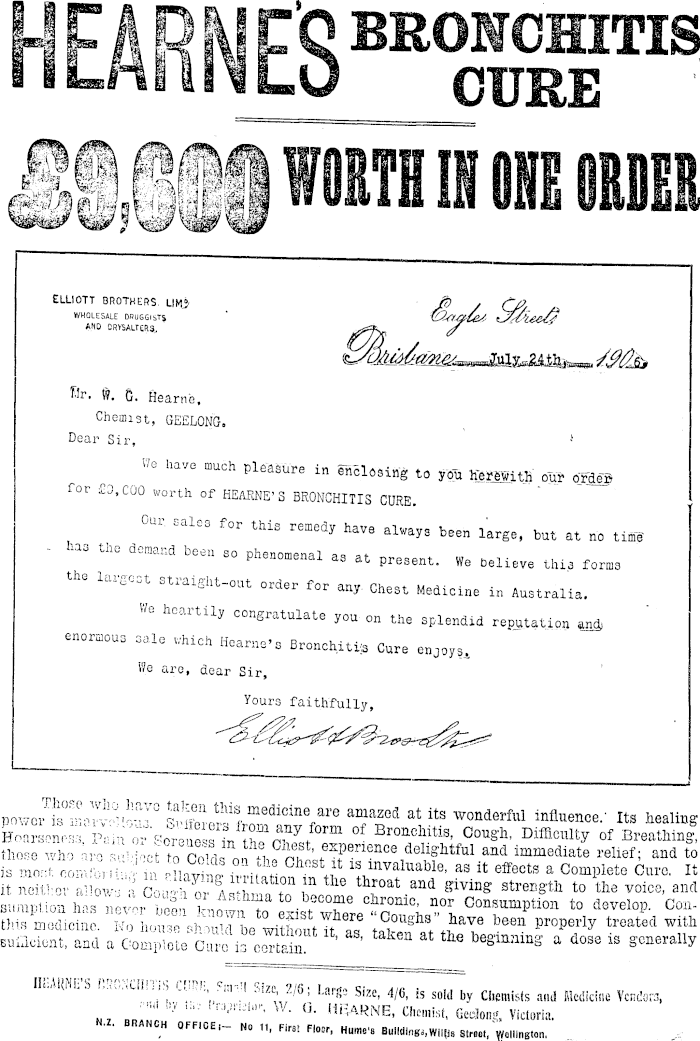 HEARNE'S BRONCHITIS
CURE
£9,600 WORTH IN ONE ORDER
ELLIOTT BROTHERS. LIMD
WHOLESALE DRUGGISTS
AND DRYSALTERS.
Eagle Street
Brisbane July 24th, 1906.
Mr. W. G. Hearne,
Chemist, GEELONG.
Dear Sir,
We have much pleasure in enclosing to you herewith our order
for £9,600 worth of HEARNE'S BRONCHITIS CURE.
Our sales for this remedy have always been large, but at no time
has the demand been so phenomenal as at present. We believe this forms
the largest straight-out order for any Chest Medicine in Australia.
We heartily congratulate you on the splendid reputation and
enormous sale which Hearne's Bronchitis Cure enjoys.
We are, dear Sir,
Yours faithfully,
Elliott Bros Ltd
Those who have taken this medicine are amazed at its wonderful influence. Its healing
power is marvellous. Sufferers from any form of Bronchitis, Cough, Difficulty of Breathing,
Hoarseness, Pain or Soreness in the Chest, experience delightful and immediate relief; and to
those who are subject to Colds on the Chest it is invaluable, as it effects a Complete Cure. It
is most comforting in allaying irritation in the throat and giving strength to the voice, and
it neither allows a Cough or Asthma to become chronic, nor Consumption to develop. Con-
sumption has never been known to exist where "Coughs" have been properly treated with
this medicine. No house should be without it, as, taken at the beginning a dose is generally
sufficient, and a Complete Cure is certain.
HEARNE'S BRONCHITIS CURE, Small Size, 2/6; Large Size, 4/6, is sold by Chemists and Medicine Vendors,
and by the Proprietor, W. G. HEARNE, Chemist, Geelong, Victoria.
N.Z. BRANCH OFFICE:— No 11, First Floor, Hume's Buildings, Willis Street, Wellington.